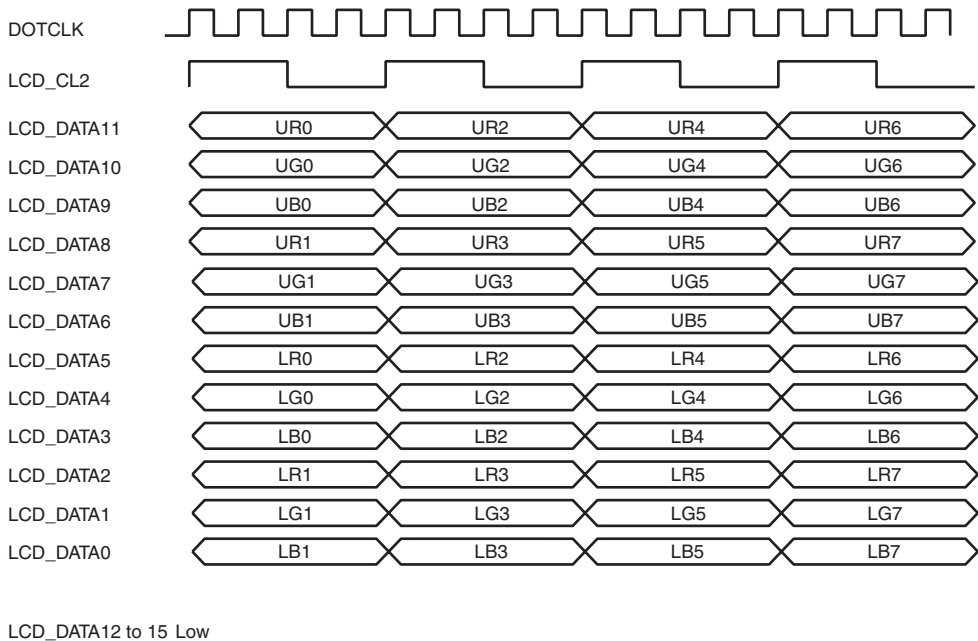 DOTCLK
LCD_CL2
LCD_DATA11 UR0 UR2 UR4 UR6
LCD_DATA10 UG0 UG2 UG4 UG6
LCD_DATA9 UB0 UB2 UB4 UB6
LCD_DATA8 UR1 UR3 UR5 UR7
LCD_DATA7 UG1 UG3 UG5 UG7
LCD_DATA6 UB1 UB3 UB5 UB7
LCD_DATA5 LR0 LR2 LR4 LR6
LCD_DATA4 LG0 LG2 LG4 LG6
LCD_DATA3 LB0 LB2 LB4 LB6
LCD_DATA2 LR1 LR3 LR5 LR7
LCD_DATA1 LG1 LG3 LG5 LG7
LCD_DATA0 LB1 LB3 LB5 LB7
LCD_DATA12 to 15 Low